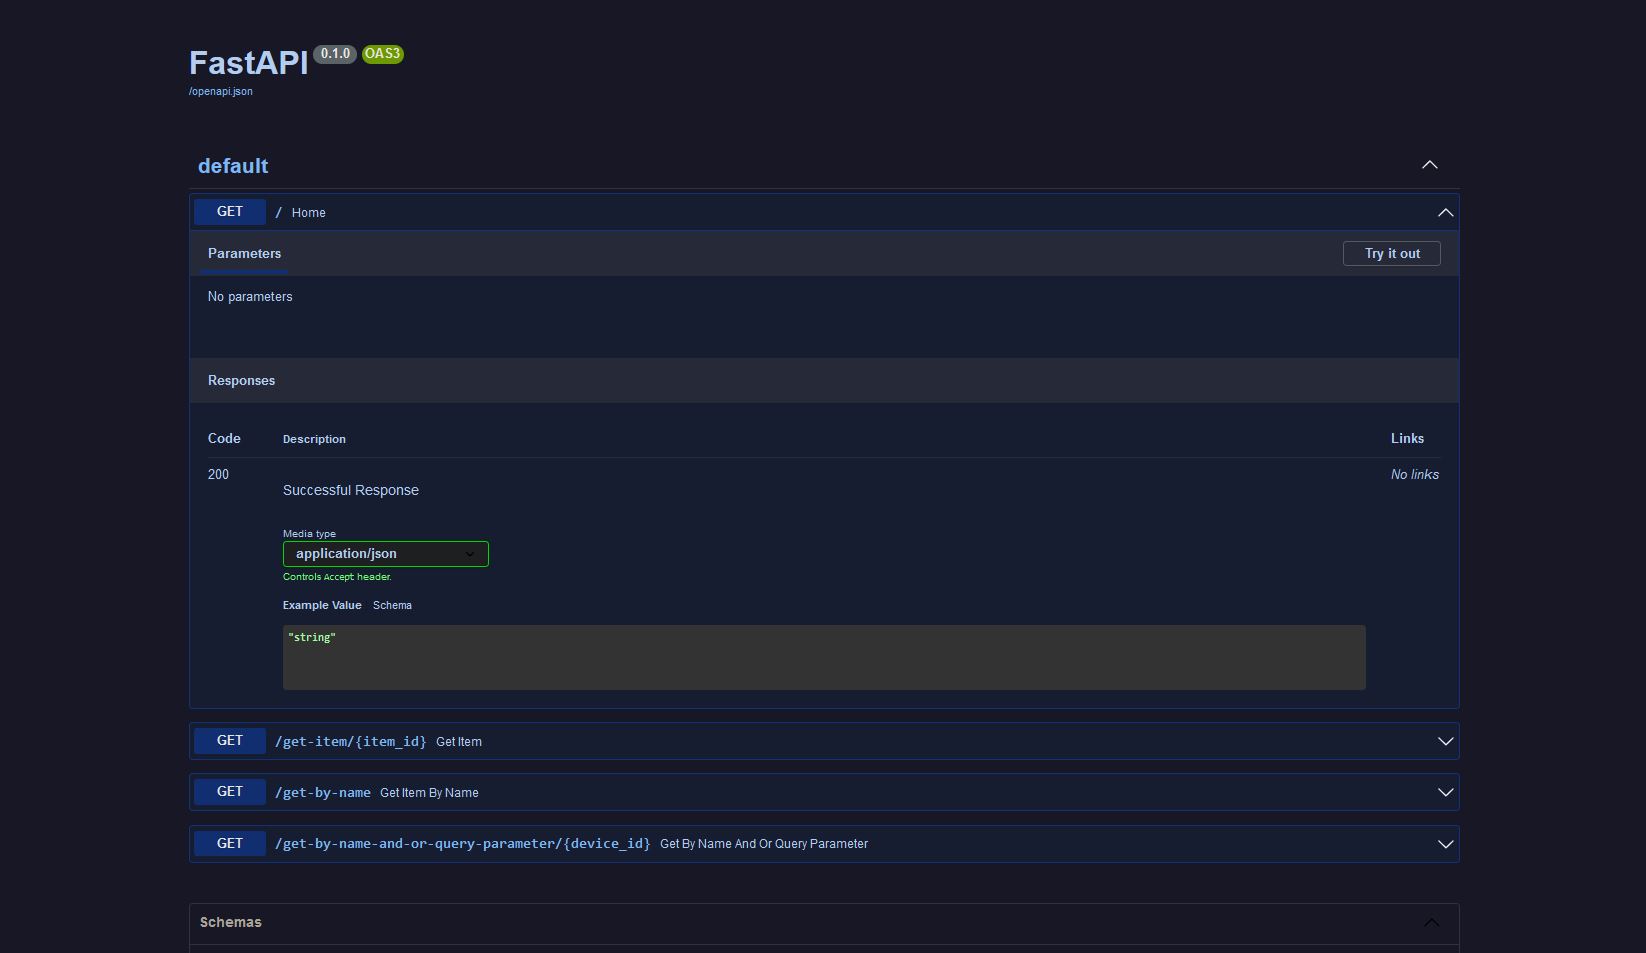 FastAPI 0.1.0 OAS3
/openapi.json
default
GET / Home
Parameters Try it out
No parameters
Responses
Code Description Links
200 No links
Successful Response
Media type
application/json
Controls Accept header.
Example Value Schema
"string"
GET /get-item/{item_id} Get Item
GET /get-by-name Get Item By Name
GET /get-by-name-and-or-query-parameter/{device_id} Get By Name And Or Query Parameter
Schemas